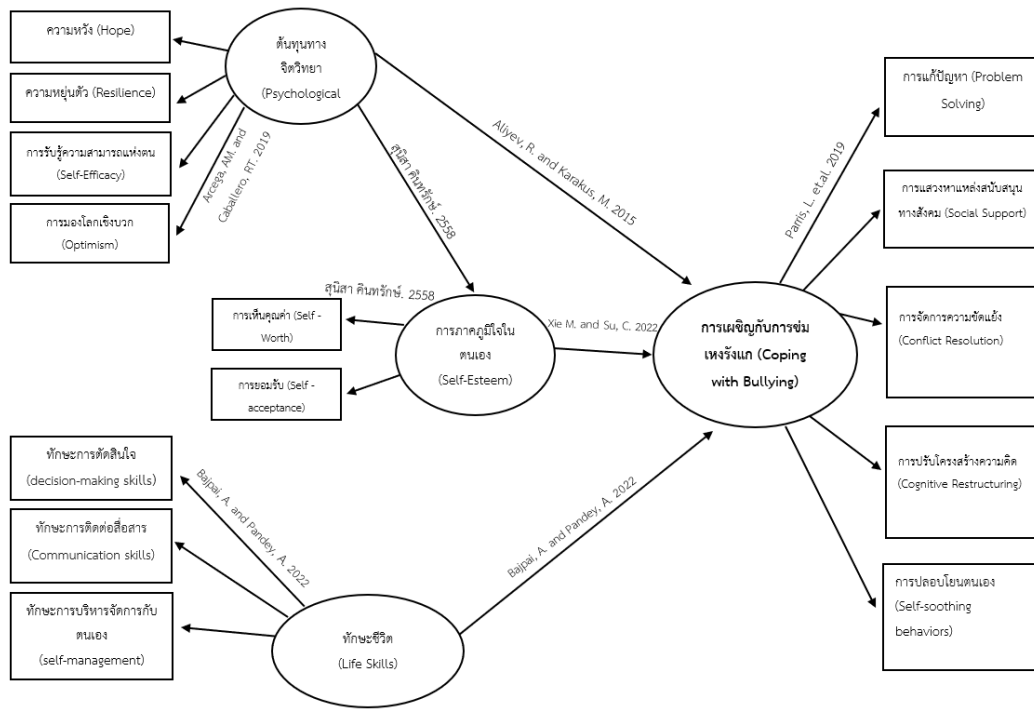 ความหวัง (Hope)
ความหยุ่นตัว (Resilience)
การรับรู้ความสามารถแห่งตน
(Self-Efficacy)
การมองโลกเชิงบวก
(Optimism)
ต้นทุนทาง
จิตวิทยา
(Psychological
Arcega, AM. and
Caballero, RT. 2019
สุนิสา คินทรักษ์. 2558
Aliyev, R. and Karakus, M. 2015
สุนิสา คินทรักษ์. 2558
การเห็นคุณค่า (Self -
Worth)
การยอมรับ (Self -
acceptance)
การภาคภูมิใจใน
ตนเอง
(Self-Esteem)
Xie M. and Su, C. 2022
การเผชิญกับการข่ม
เหงรังแก (Coping
with Bullying)
Parris, L. et.al. 2019
การแก้ปัญหา (Problem
Solving)
การแสวงหาแหล่งสนับสนุน
ทางสังคม (Social Support)
การจัดการความขัดแย้ง
(Conflict Resolution)
การปรับโครงสร้างความคิด
(Cognitive Restructuring)
การปลอบโยนตนเอง
(Self-soothing
behaviors)
ทักษะการตัดสินใจ
(decision-making skills)
ทักษะการติดต่อสื่อสาร
(Communication skills)
ทักษะการบริหารจัดการกับ
ตนเอง
(self-management)
Bajpai, A. and Pandey, A. 2022
ทักษะชีวิต
(Life Skills)
Bajpai, A. and Pandey, A. 2022